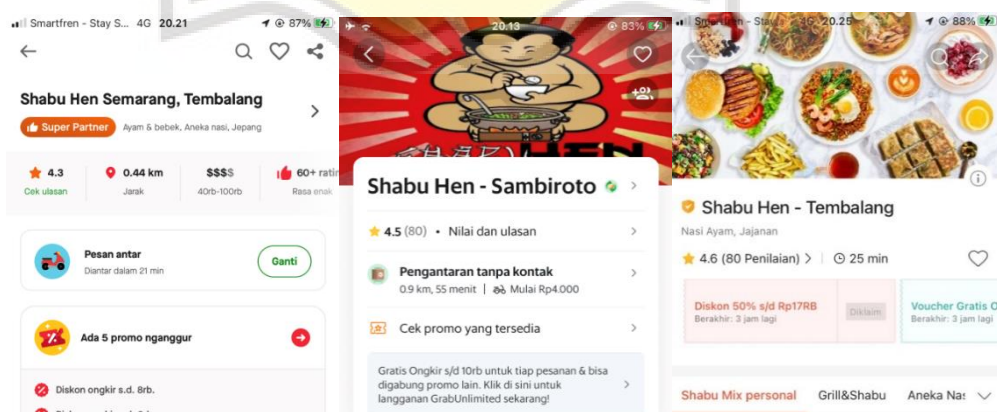 Smartfren - Stay S... 4G 20.21
87%
Shabu Hen Semarang, Tembalang
Super Partner
Ayam & bebek, Aneka nasi, Jepang
4.3
0.44 km
$$$$
60+ ratin
Cek ulasan
Jarak
40rb-100rb
Rasa enak
Pesan antar
Diantar dalam 21 min
Ganti
Ada 5 promo nganggur
Diskon ongkir s.d. 8rb.
20.13
83%
Shabu Hen - Sambiroto
4.5 (80) • Nilai dan ulasan
Pengantaran tanpa kontak
0.9 km, 55 menit | Mulai Rp4.000
Cek promo yang tersedia
Gratis Ongkir s/d 10rb untuk tiap pesanan & bisa
digabung promo lain. Klik di sini untuk
langganan GrabUnlimited sekarang!
Smartfren - Stay 4G 20.25
88%
Shabu Hen - Tembalang
Nasi Ayam, Jajanan
4.6 (80 Penilaian) > 25 min
Diskon 50% s/d Rp17RB
Berakhir: 3 jam lagi
Diklaim
Voucher Gratis O
Berakhir: 3 jam lagi
Shabu Mix personal
Grill&Shabu
Aneka Nas